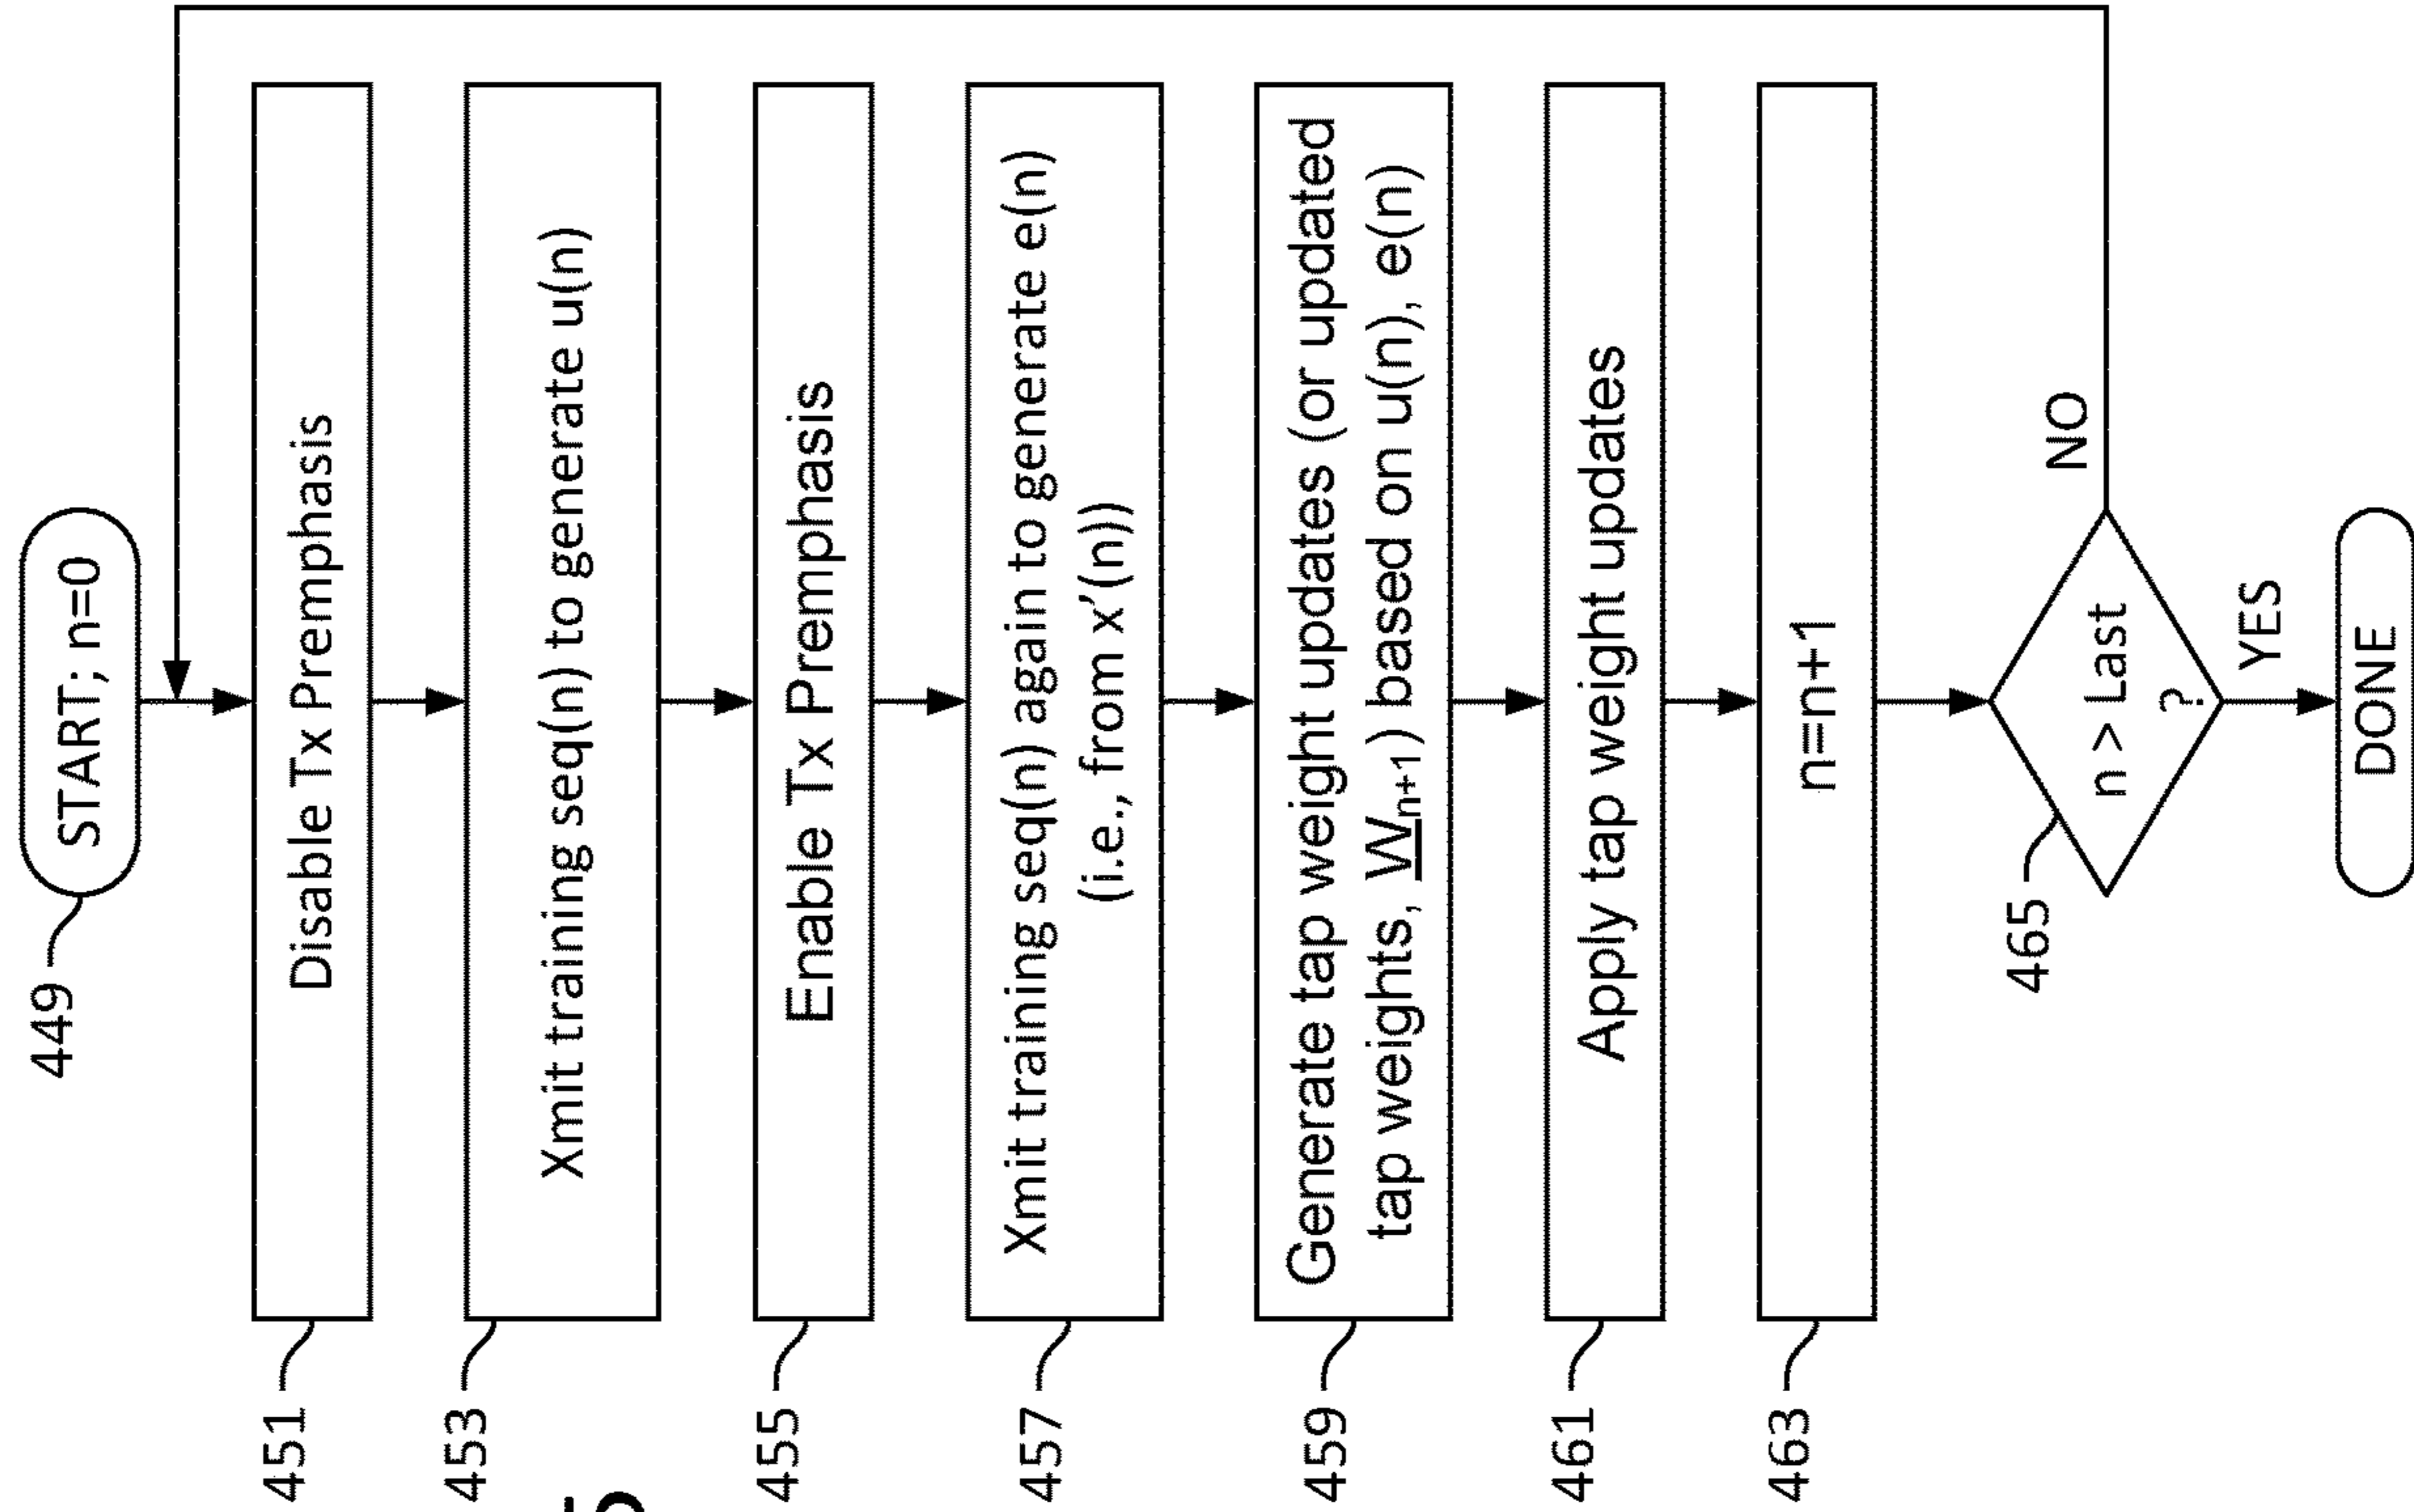 449
START; n=0
451
Disable Tx Premphasis
453
Xmit training seq(n) to generate u(n)
455
Enable Tx Premphasis
457
Xmit training seq(n) again to generate e(n)
(i.e., from x’(n))
459
Generate tap weight updates (or updated
tap weights, Wn+1) based on u(n), e(n)
461
Apply tap weight updates
463
n=n+1
465
n > Last
?
NO
YES
DONE